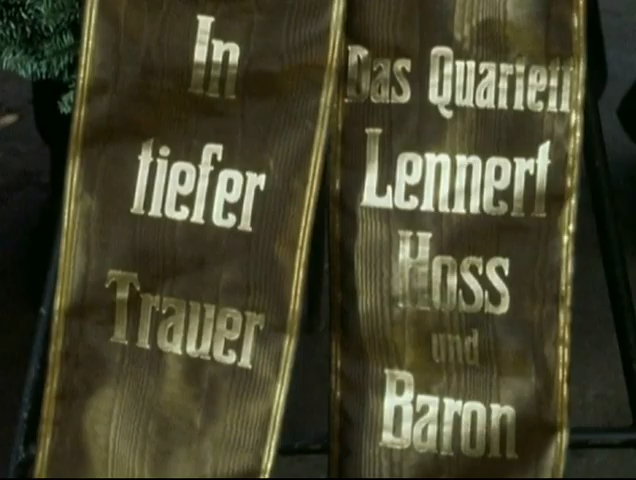 In
tiefer
Trauer
Das Quartett
Lennert
Hoss
und
Baron